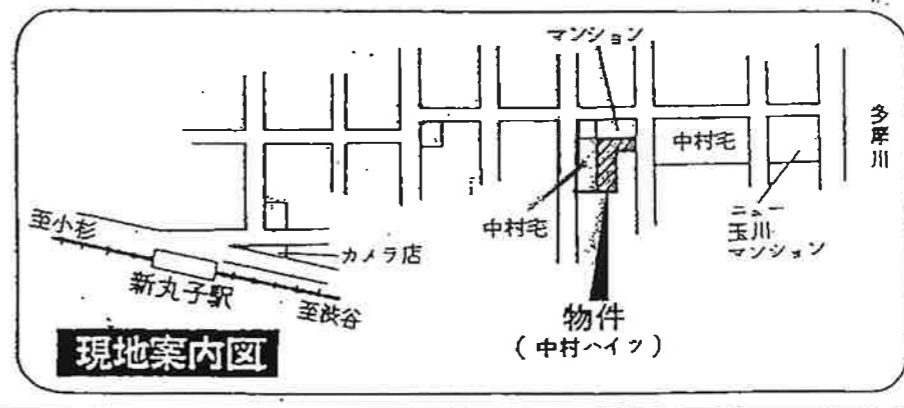 マンション
多摩川
中村宅
中村宅
ニュー
玉川
マンション
至小杉
カメラ店
新丸子駅
至渋谷
物件
(中村ハイツ)
現地案内図